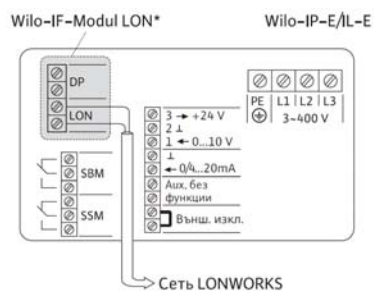 Wilo-IF-Modul LON*
Wilo-IP-E/IL-E
DP
LON
SBM
SSM
3 → +24 V
2 ⊥
1 ← 0...10 V
⊥
← 0/4...20mA
Aux. без
функции
Външ. изкл.
PE L1 L2 L3
3~400 V
Сеть LONWORKS